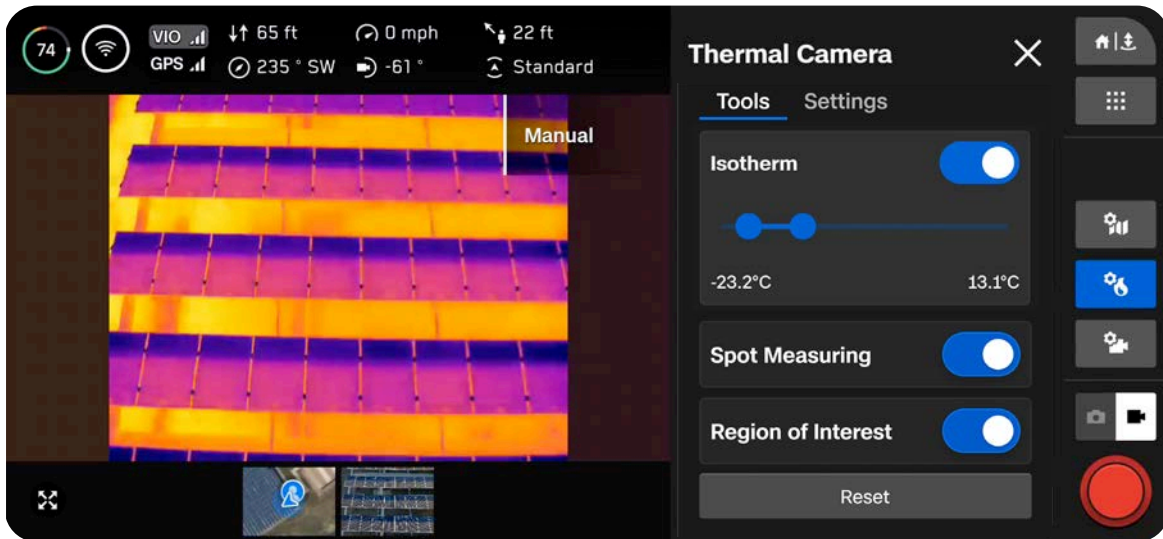 74
VIO
GPS
65 ft
235 ° SW
0 mph
-61 °
22 ft
Standard
Manual
Thermal Camera
Tools Settings
Isotherm
-23.2°C 13.1°C
Spot Measuring
Region of Interest
Reset